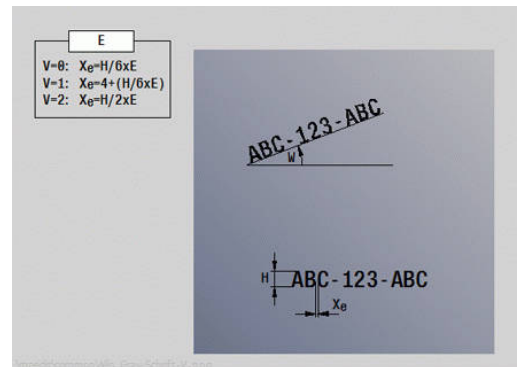 E
V=0: Xe=H/6xE
V=1: Xe=4+(H/6xE)
V=2: Xe=H/2xE
ABC-123-ABC
W
H
ABC-123-ABC
Xe